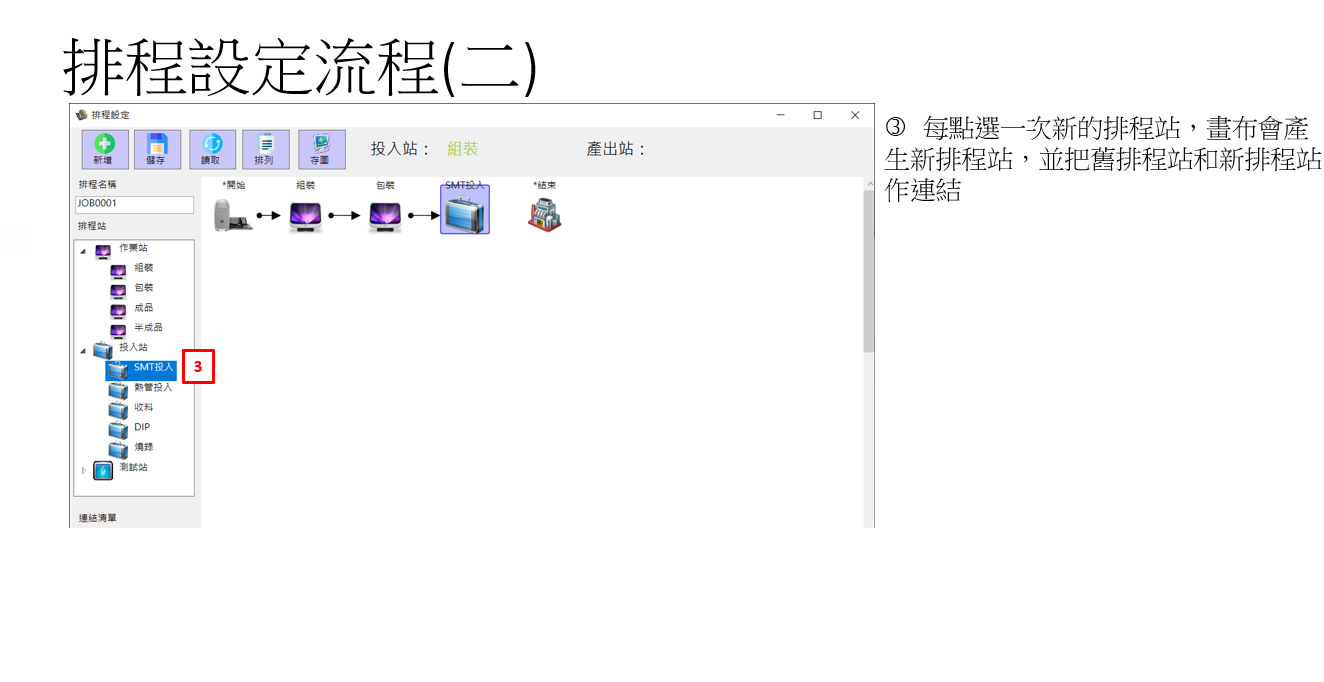 排程設定流程(二)
排程設定
新增
儲存
讀取
排列
存圖
投入站： 組裝
產出站：
排程名稱
JOB0001
排程站
作業站
組裝
包裝
成品
半成品
投入站
SMT投入
熱管投入
收料
DIP
燒錄
測試站
連結清單
*開始
組裝
包裝
SMT投入
*結束
3
③ 每點選一次新的排程站，畫布會產
生新排程站，並把舊排程站和新排程站
作連結